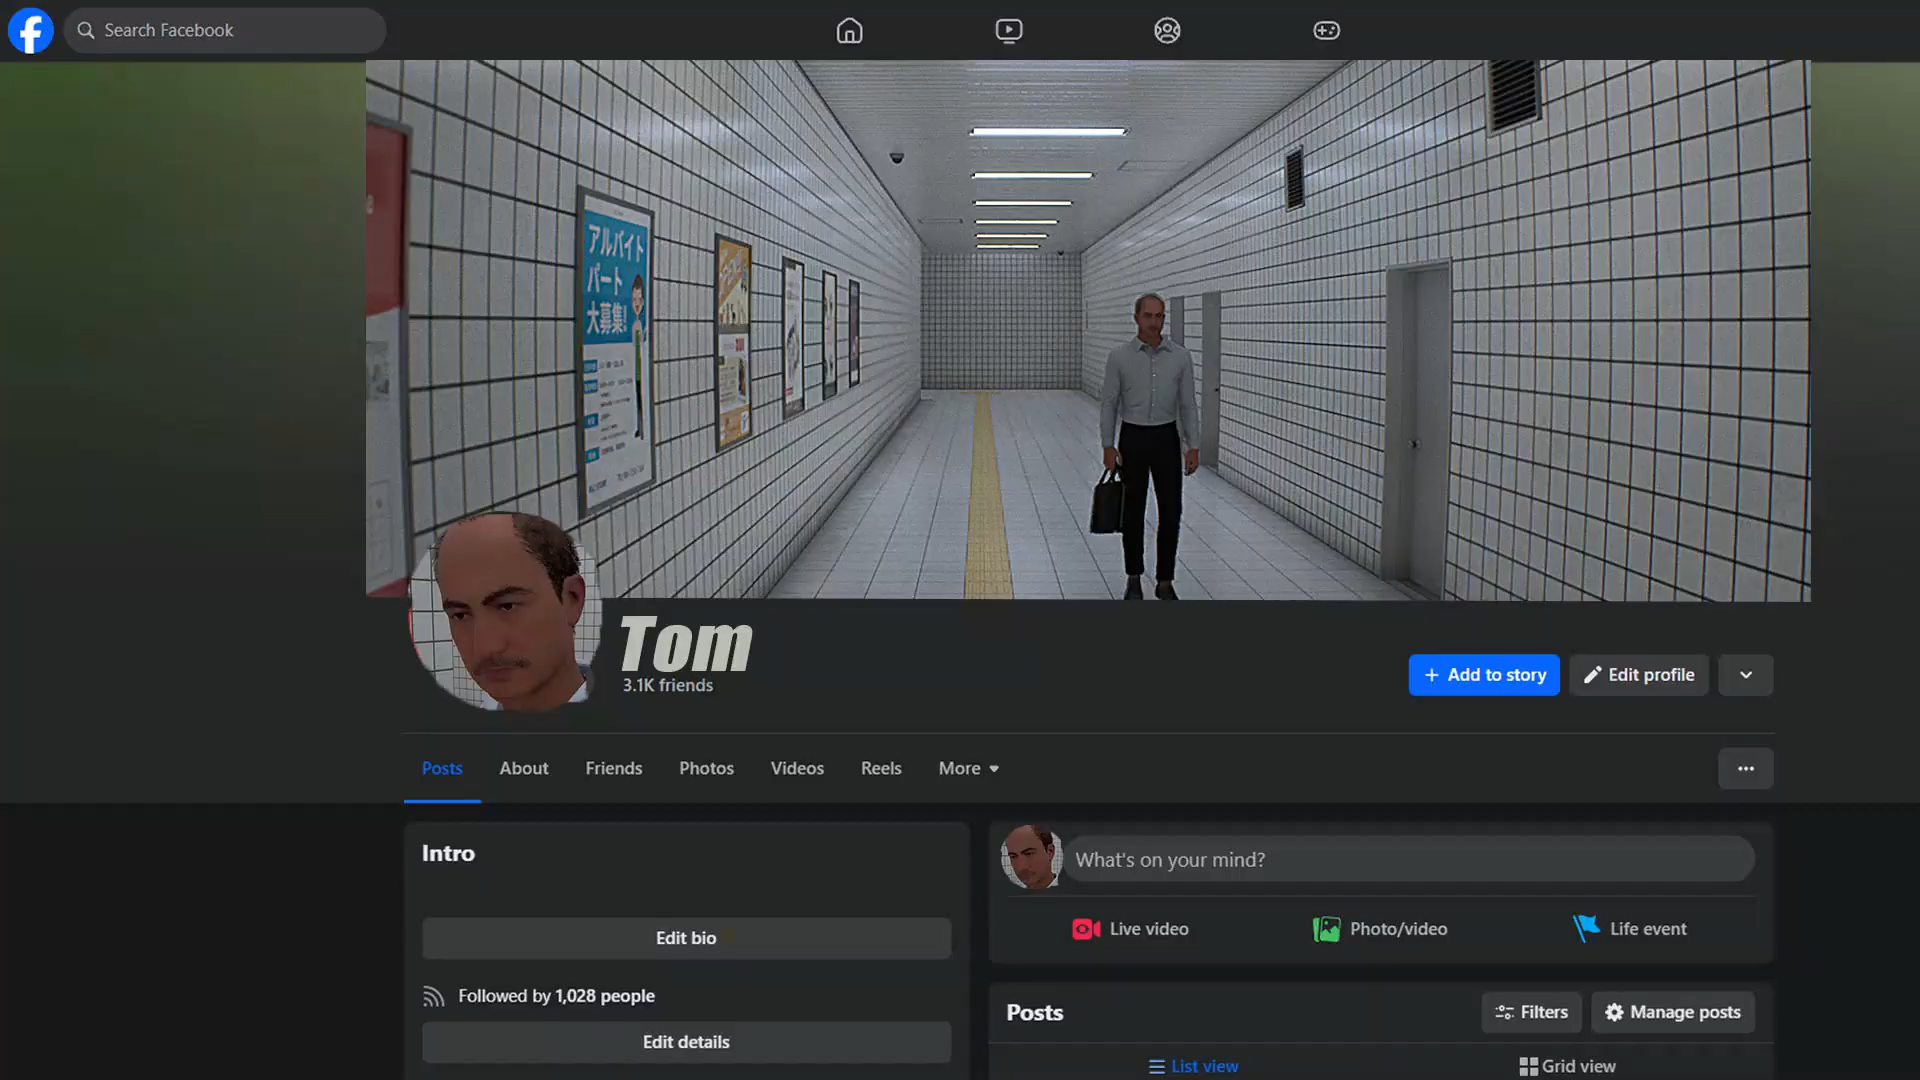 Search Facebook
アルバイト
パート
大募集!
Tom
3.1K friends
+ Add to story
Edit profile
Posts
About
Friends
Photos
Videos
Reels
More
Intro
Edit bio
Followed by 1,028 people
Edit details
What's on your mind?
Live video
Photo/video
Life event
Posts
Filters
Manage posts
List view
Grid view